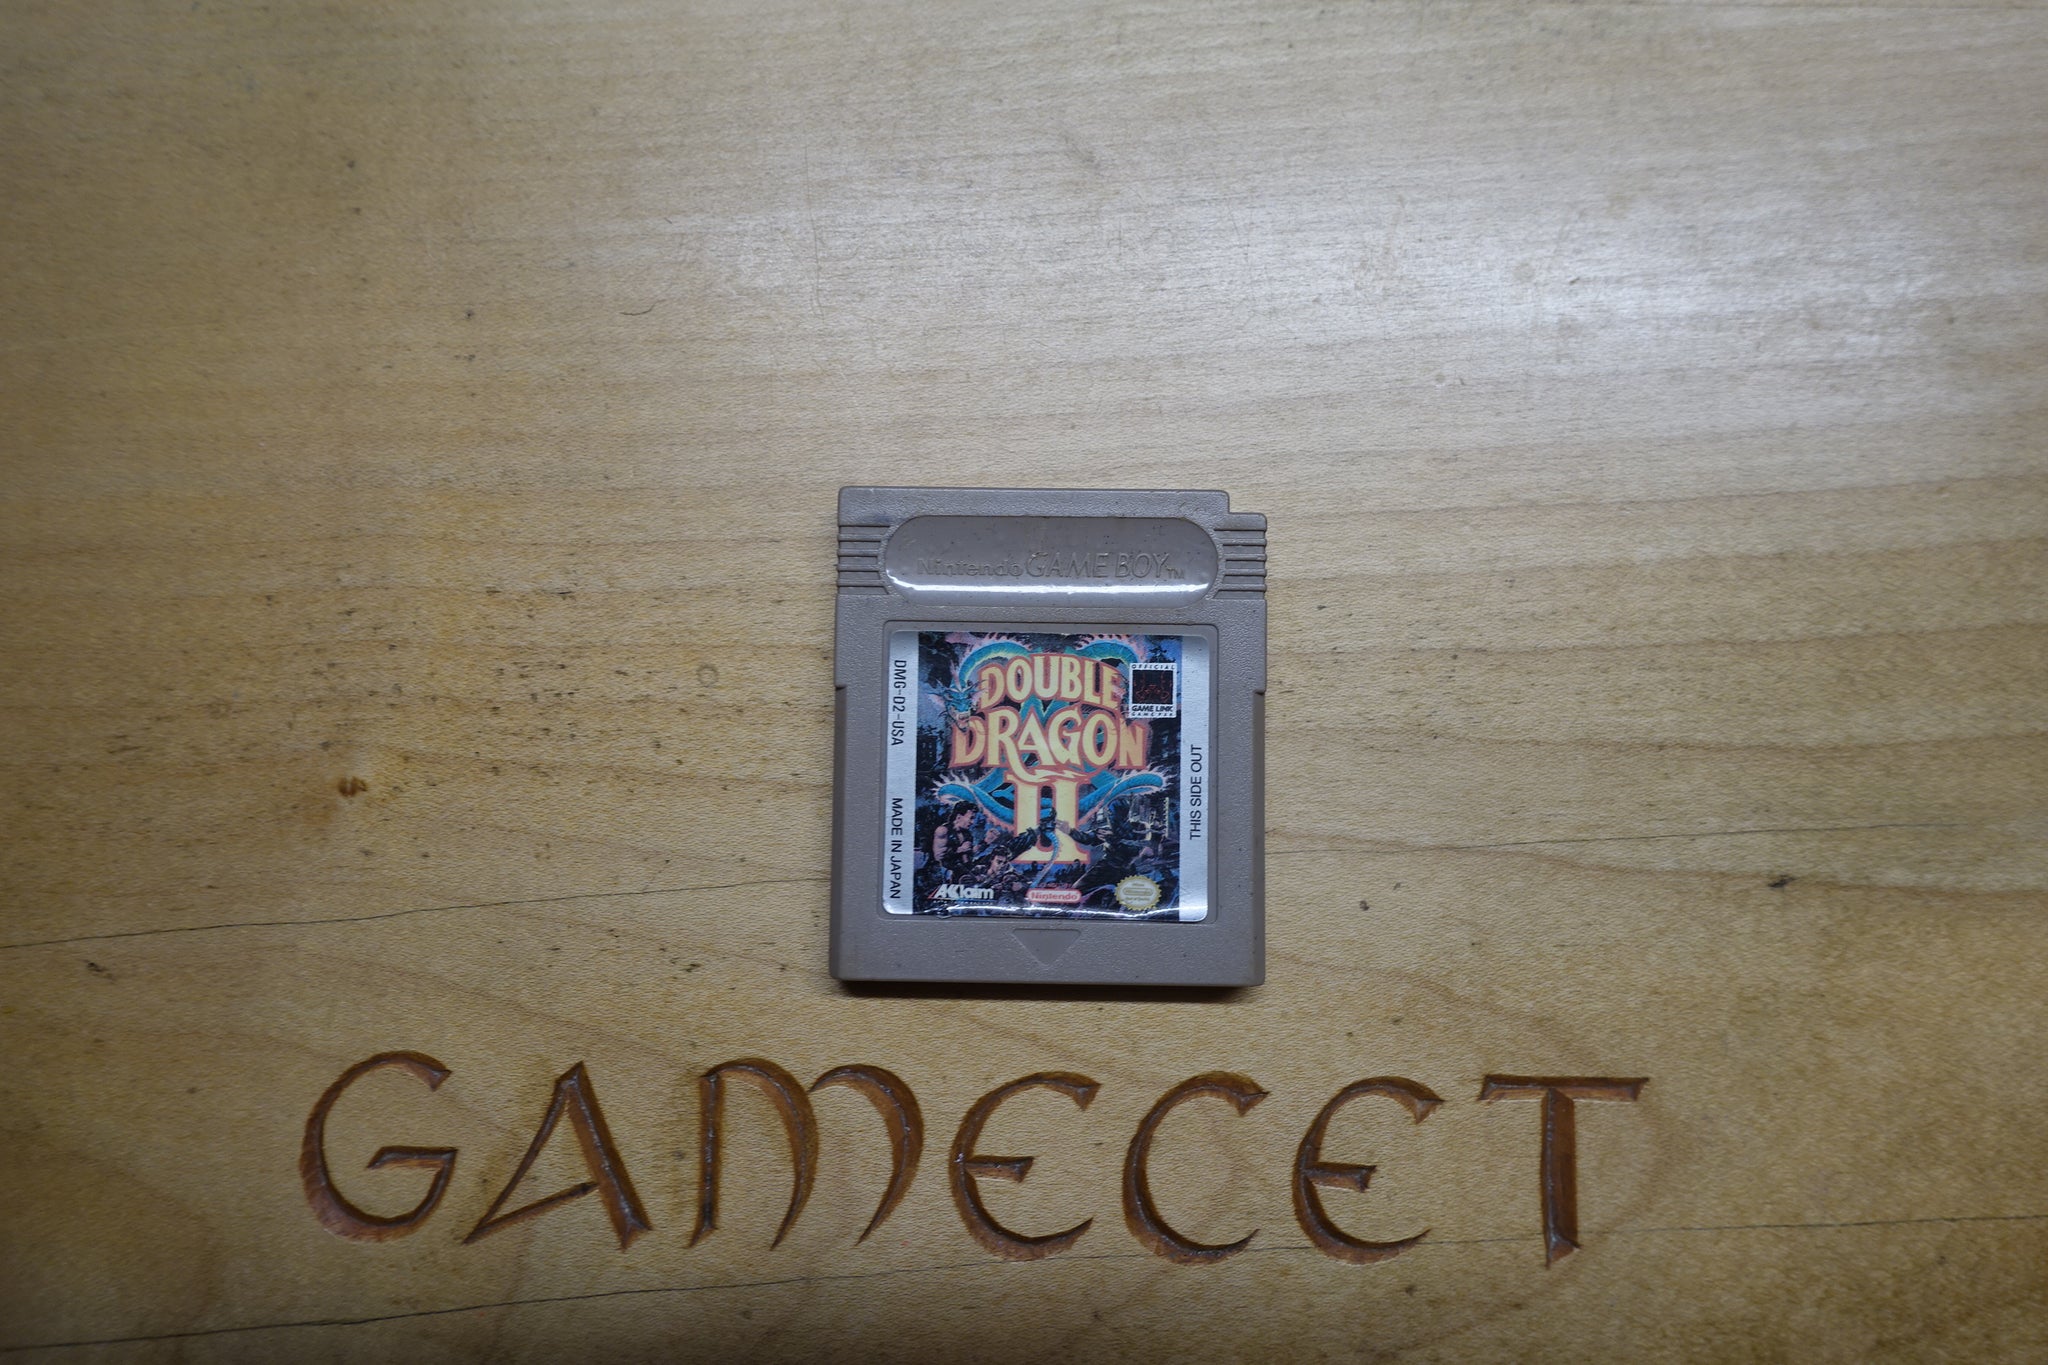 Nintendo GAME BOY TM
DMG-D2-USA MADE IN JAPAN
DOUBLE
DRAGON
II
OFFICIAL
GAME LINK
THIS SIDE OUT
AKklaim
Nintendo
GAMECET